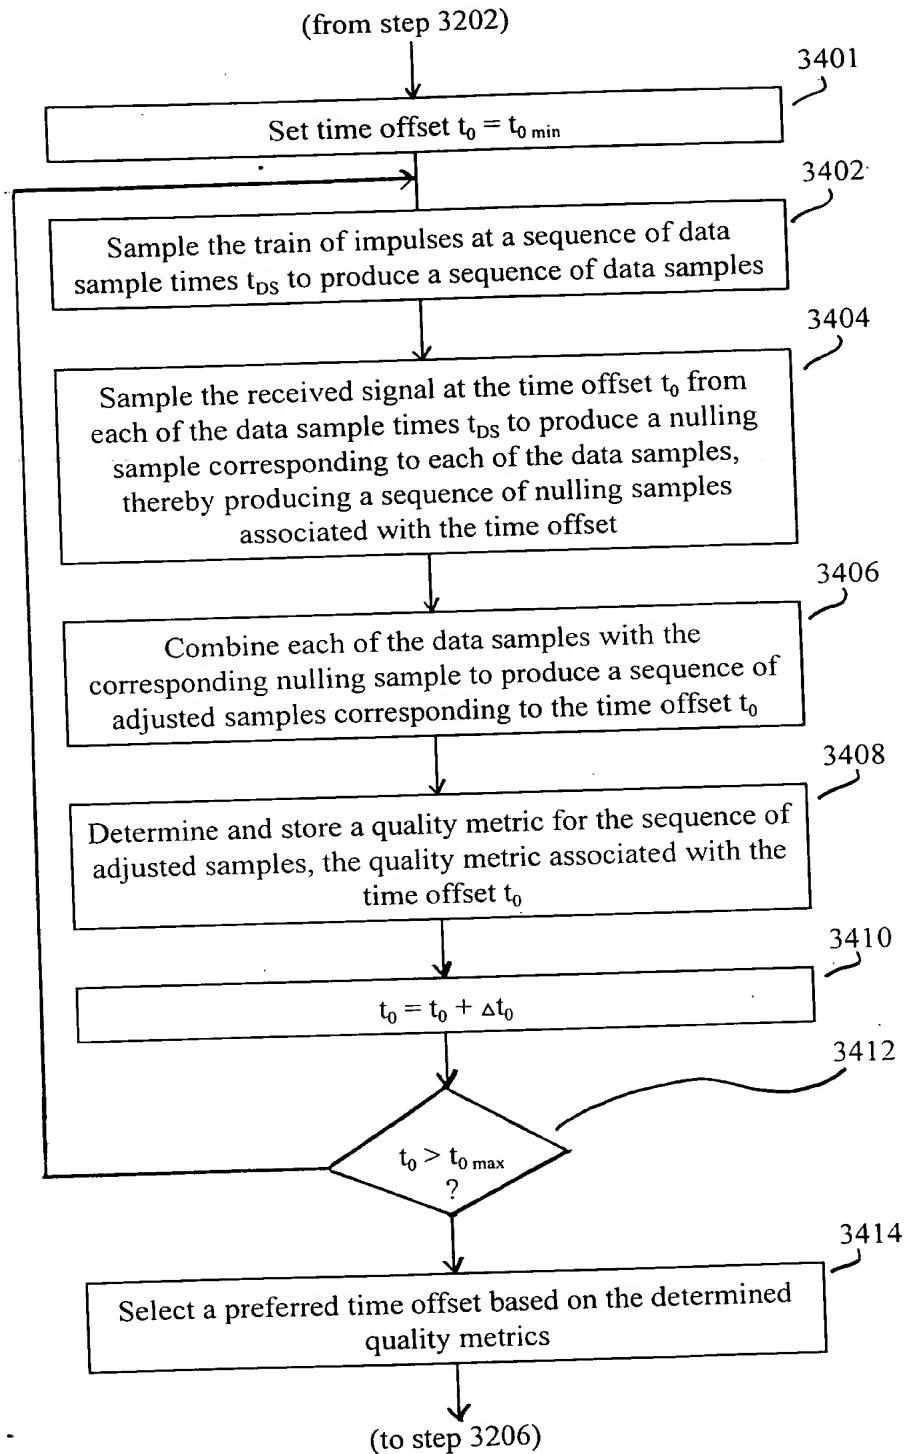 (from step 3202)
3401
Set time offset t₀ = t₀ min
3402
Sample the train of impulses at a sequence of data
sample times tDS to produce a sequence of data samples
3404
Sample the received signal at the time offset t₀ from
each of the data sample times tDS to produce a nulling
sample corresponding to each of the data samples,
thereby producing a sequence of nulling samples
associated with the time offset
3406
Combine each of the data samples with the
corresponding nulling sample to produce a sequence of
adjusted samples corresponding to the time offset t₀
3408
Determine and store a quality metric for the sequence of
adjusted samples, the quality metric associated with the
time offset t₀
3410
t₀ = t₀ + Δt₀
3412
t₀ > t₀ max
?
3414
Select a preferred time offset based on the determined
quality metrics
(to step 3206)